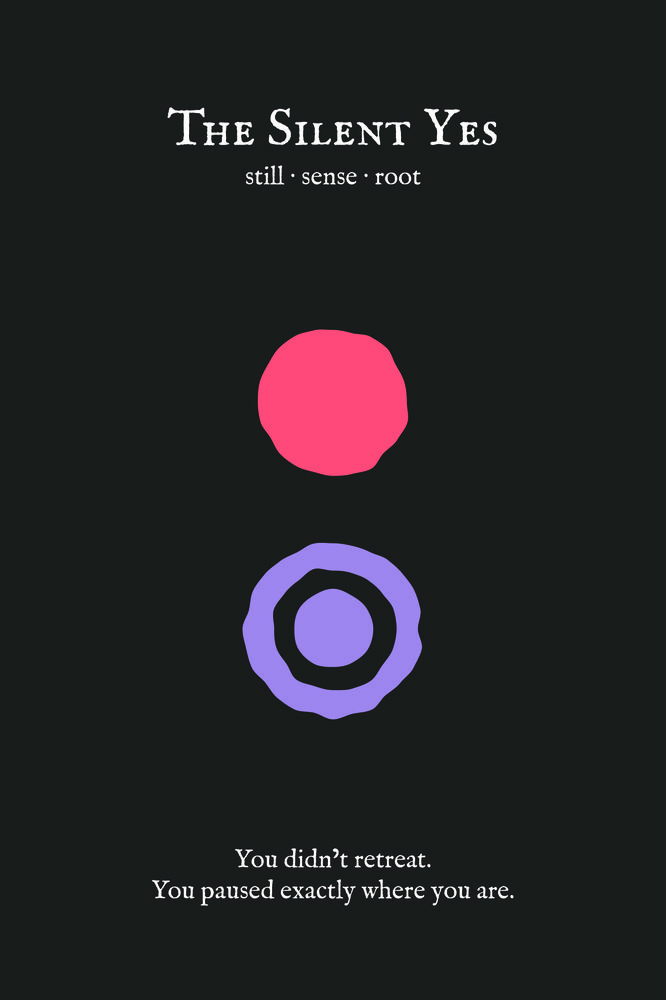 The Silent Yes
still · sense · root
You didn’t retreat.
You paused exactly where you are.